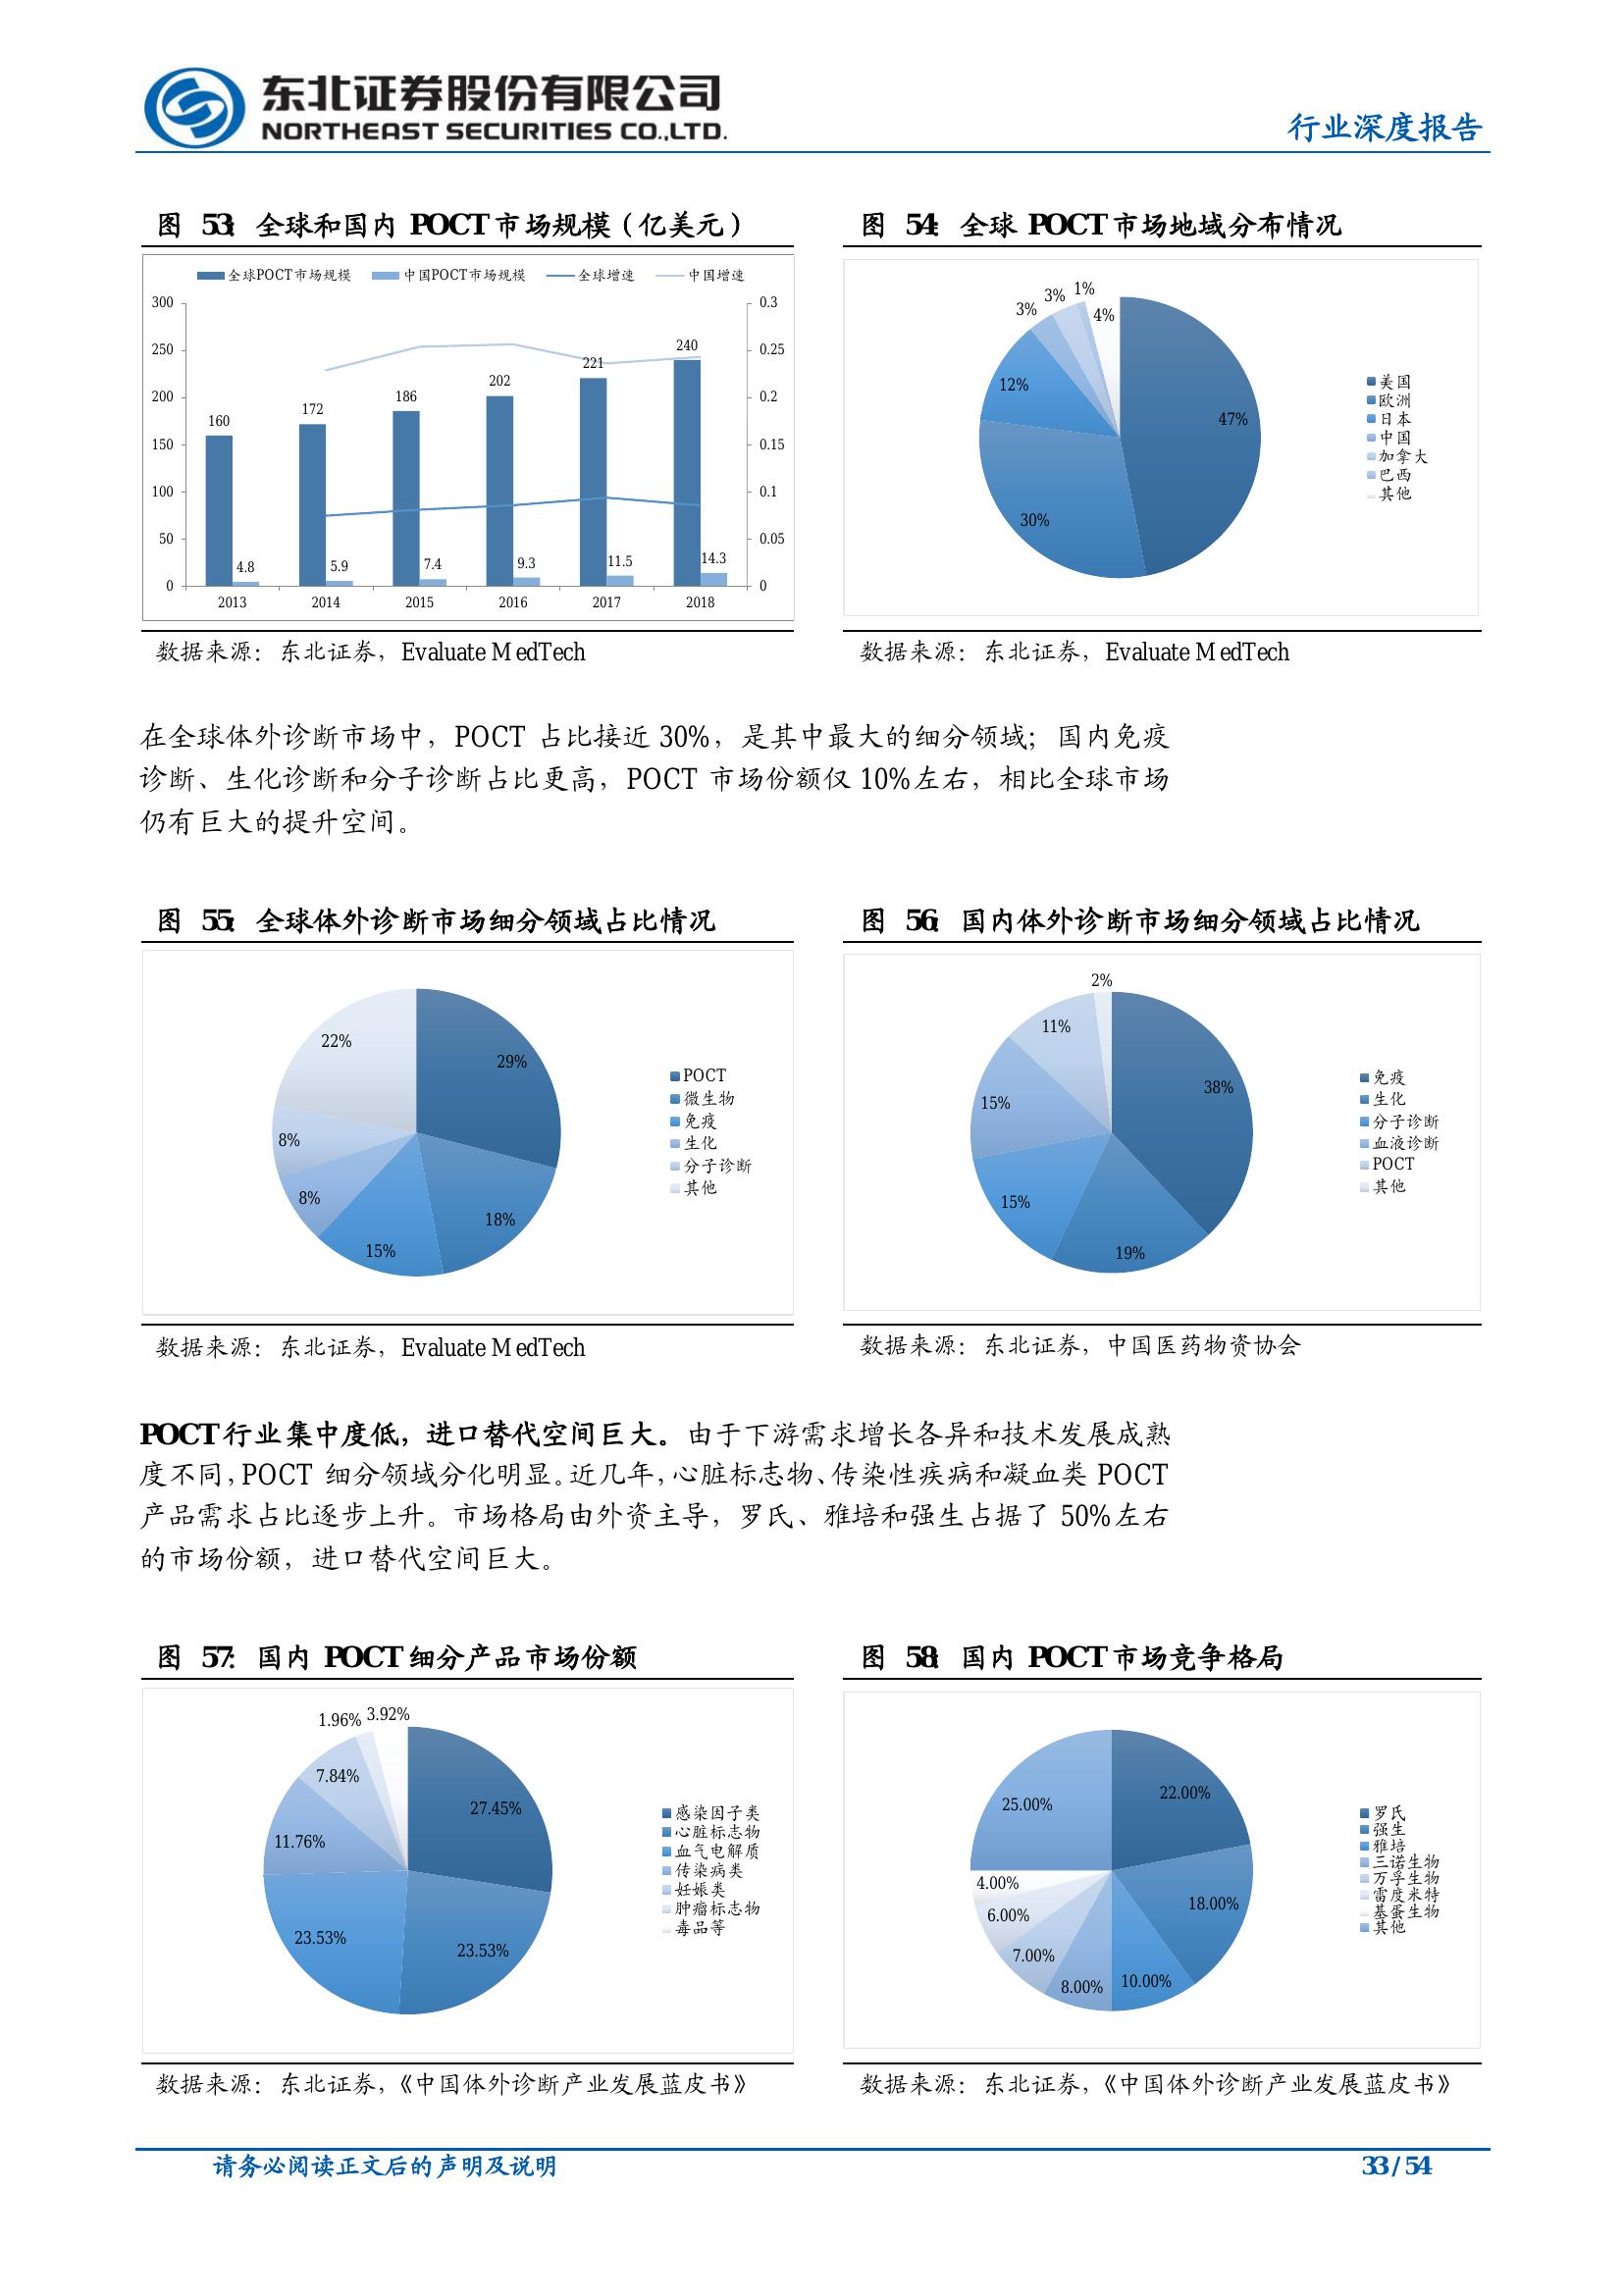 东北证券股份有限公司
NORTHEAST SECURITIES CO.,LTD.
行业深度报告
图 53：全球和国内 POCT 市场规模（亿美元）
全球POCT市场规模 中国POCT市场规模 全球增速 中国增速
300 0.3
250 0.25
200 0.2
150 0.15
100 0.1
50 0.05
0 0
160 172 186 202 221 240
4.8 5.9 7.4 9.3 11.5 14.3
2013 2014 2015 2016 2017 2018
数据来源：东北证券，Evaluate MedTech
图 54：全球 POCT 市场地域分布情况
47%
30%
12%
3%
3%
1%
4%
美国
欧洲
日本
中国
加拿大
巴西
其他
数据来源：东北证券，Evaluate MedTech
在全球体外诊断市场中，POCT 占比接近 30%，是其中最大的细分领域；国内免疫
诊断、生化诊断和分子诊断占比更高，POCT 市场份额仅 10%左右，相比全球市场
仍有巨大的提升空间。
图 55：全球体外诊断市场细分领域占比情况
29%
18%
15%
8%
8%
22%
POCT
微生物
免疫
生化
分子诊断
其他
数据来源：东北证券，Evaluate MedTech
图 56：国内体外诊断市场细分领域占比情况
38%
19%
15%
15%
11%
2%
免疫
生化
分子诊断
血液诊断
POCT
其他
数据来源：东北证券，中国医药物资协会
POCT 行业集中度低，进口替代空间巨大。由于下游需求增长各异和技术发展成熟
度不同，POCT 细分领域分化明显。近几年，心脏标志物、传染性疾病和凝血类 POCT
产品需求占比逐步上升。市场格局由外资主导，罗氏、雅培和强生占据了 50%左右
的市场份额，进口替代空间巨大。
图 57：国内 POCT 细分产品市场份额
27.45%
23.53%
23.53%
11.76%
7.84%
1.96%
3.92%
感染因子类
心脏标志物
血气电解质
传染病类
妊娠类
肿瘤标志物
毒品等
数据来源：东北证券，《中国体外诊断产业发展蓝皮书》
图 58：国内 POCT 市场竞争格局
22.00%
18.00%
10.00%
8.00%
7.00%
6.00%
4.00%
25.00%
罗氏
强生
雅培
三诺生物
万孚生物
雷度米特
基蛋生物
其他
数据来源：东北证券，《中国体外诊断产业发展蓝皮书》
请务必阅读正文后的声明及说明
33 / 54